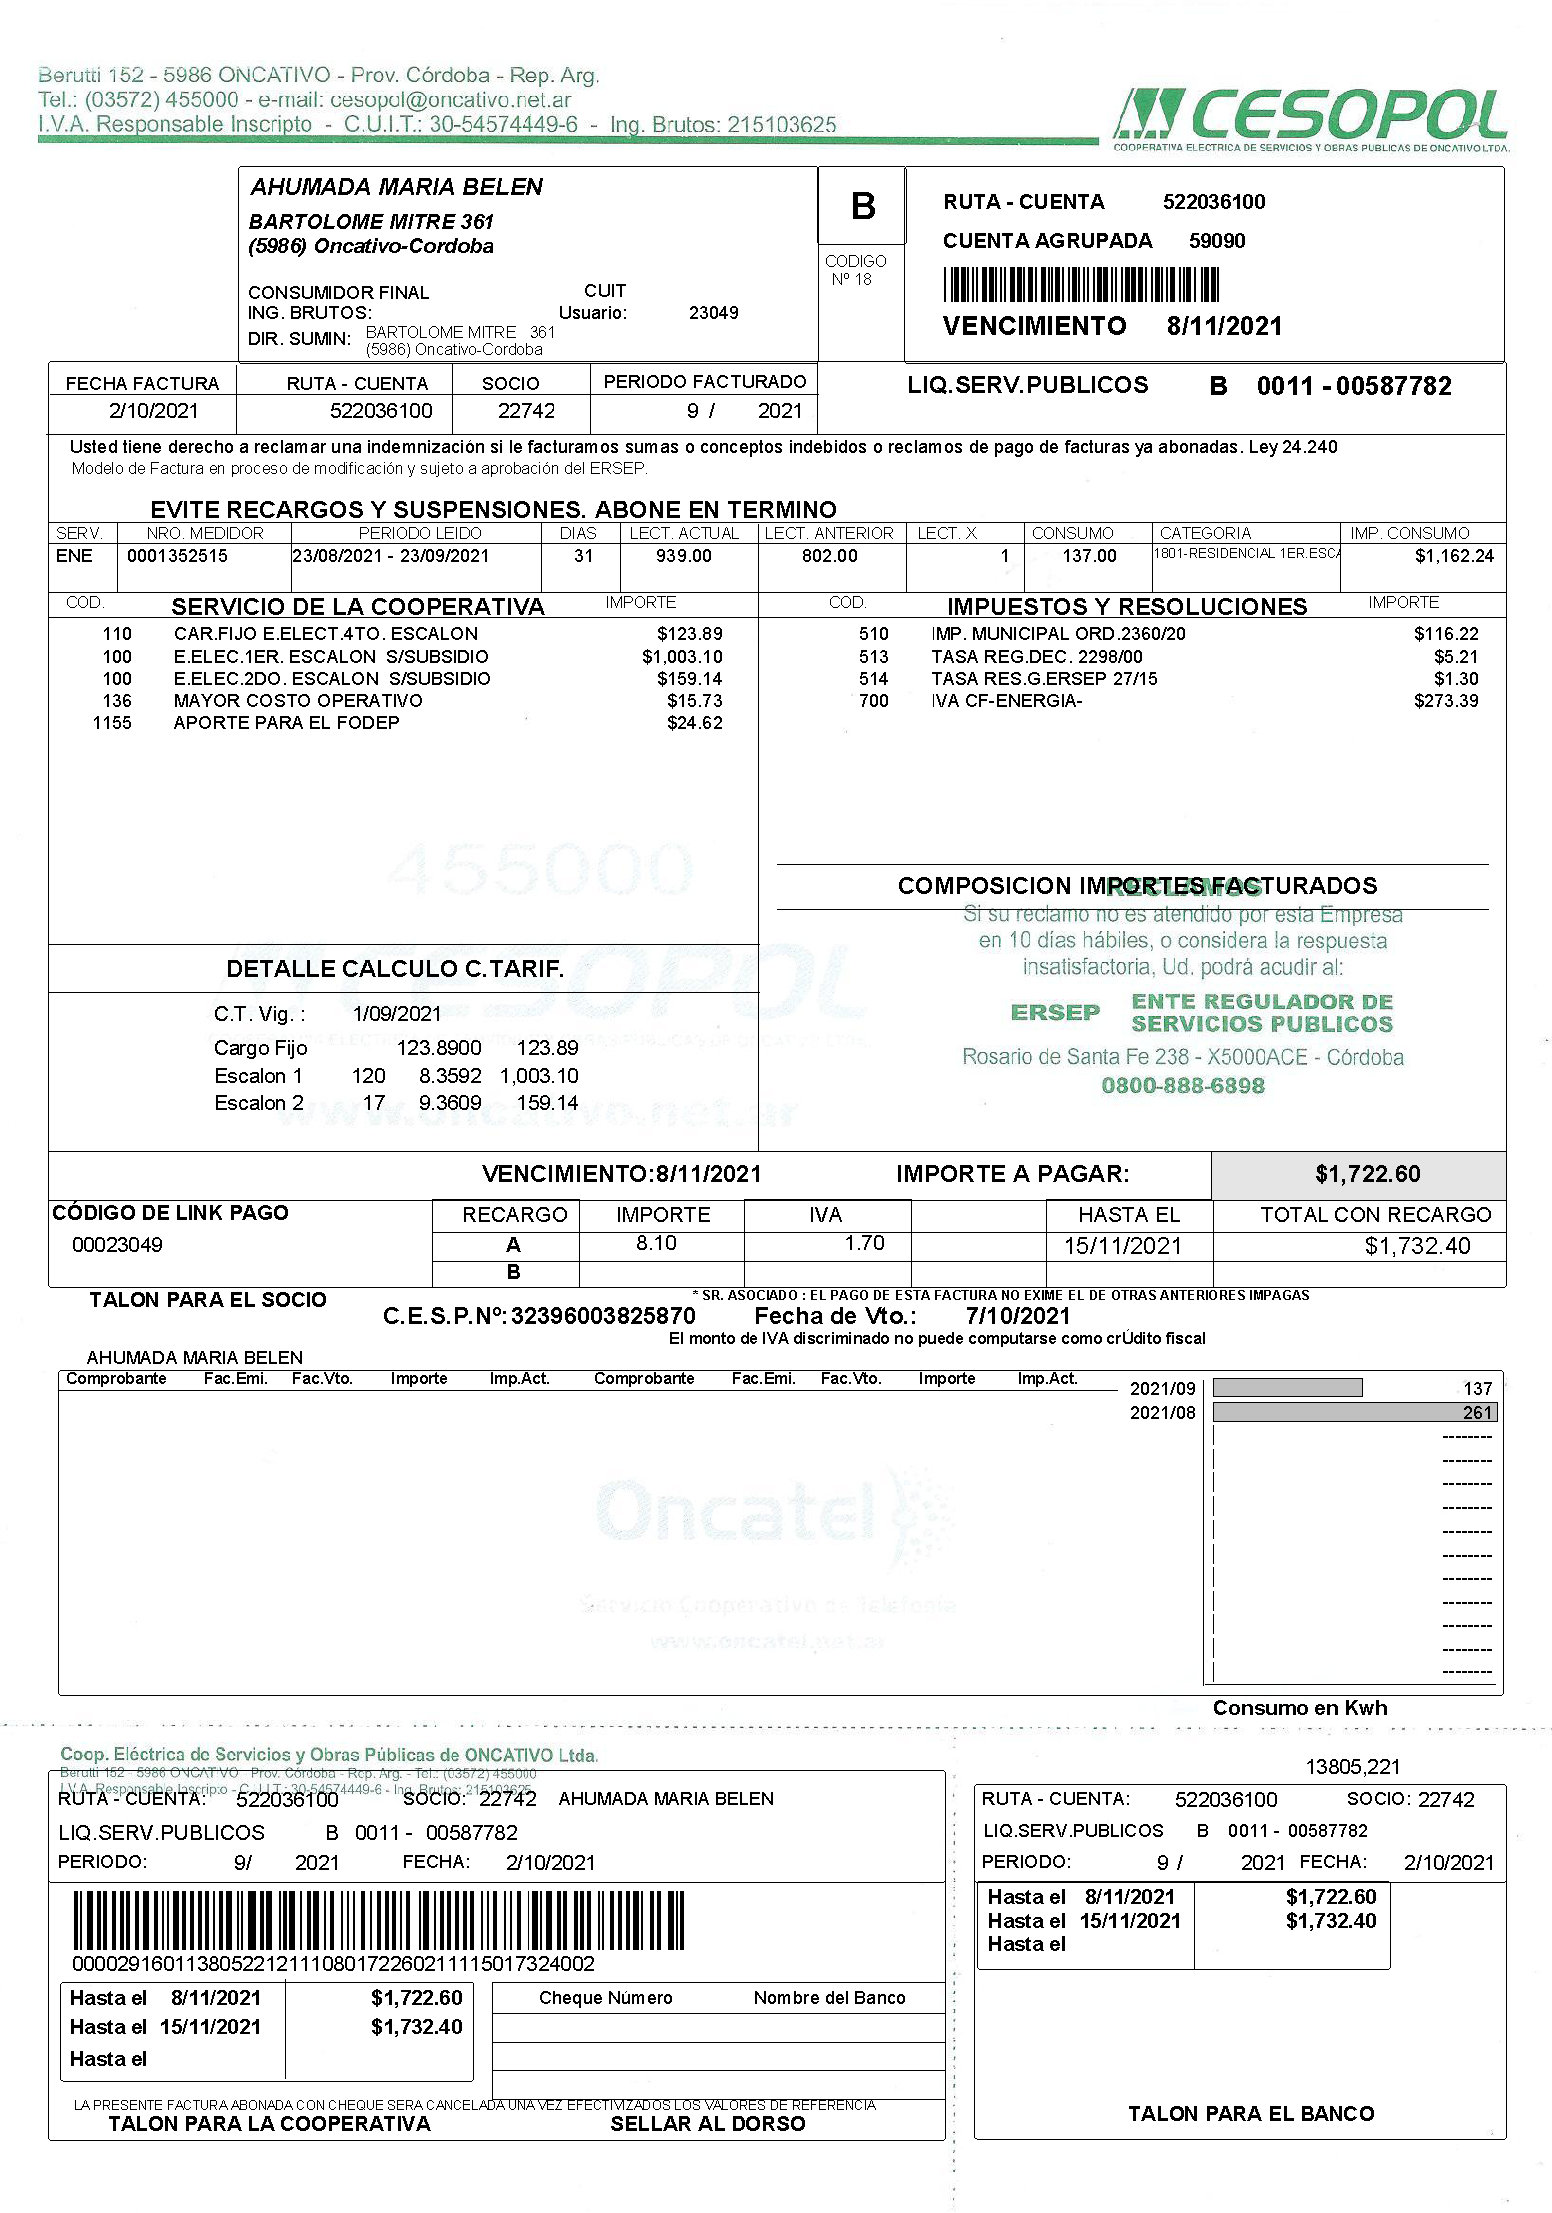 Berutti 152 - 5986 ONCATIVO - Prov. Córdoba - Rep. Arg.
Tel.: (03572) 455000 - e-mail: cesopol@oncativo.net.ar
I.V.A. Responsable Inscripto - C.U.I.T.: 30-54574449-6 - Ing. Brutos: 215103625
CESOPOL
COOPERATIVA ELECTRICA DE SERVICIOS Y OBRAS PUBLICAS DE ONCATIVO LTDA.
AHUMADA MARIA BELEN
BARTOLOME MITRE 361
(5986) Oncativo-Cordoba
CONSUMIDOR FINAL CUIT
ING. BRUTOS: Usuario: 23049
DIR. SUMIN: BARTOLOME MITRE 361
(5986) Oncativo-Cordoba
B
CODIGO
Nº 18
RUTA - CUENTA 522036100
CUENTA AGRUPADA 59090
VENCIMIENTO 8/11/2021
FECHA FACTURA RUTA - CUENTA SOCIO PERIODO FACTURADO
2/10/2021 522036100 22742 9 / 2021
LIQ.SERV.PUBLICOS B 0011 - 00587782
Usted tiene derecho a reclamar una indemnización si le facturamos sumas o conceptos indebidos o reclamos de pago de facturas ya abonadas. Ley 24.240
Modelo de Factura en proceso de modificación y sujeto a aprobación del ERSEP.
EVITE RECARGOS Y SUSPENSIONES. ABONE EN TERMINO
SERV. NRO. MEDIDOR PERIODO LEIDO DIAS LECT. ACTUAL LECT. ANTERIOR LECT. X CONSUMO CATEGORIA IMP. CONSUMO
ENE 0001352515 23/08/2021 - 23/09/2021 31 939.00 802.00 1 137.00 1801-RESIDENCIAL 1ER.ESCA $1,162.24
COD. SERVICIO DE LA COOPERATIVA IMPORTE
110 CAR.FIJO E.ELECT.4TO. ESCALON $123.89
100 E.ELEC.1ER. ESCALON S/SUBSIDIO $1,003.10
100 E.ELEC.2DO. ESCALON S/SUBSIDIO $159.14
136 MAYOR COSTO OPERATIVO $15.73
1155 APORTE PARA EL FODEP $24.62
COD. IMPUESTOS Y RESOLUCIONES IMPORTE
510 IMP. MUNICIPAL ORD.2360/20 $116.22
513 TASA REG.DEC. 2298/00 $5.21
514 TASA RES.G.ERSEP 27/15 $1.30
700 IVA CF-ENERGIA- $273.39
455000
CESOPOL
www.oncativo.net.ar
DETALLE CALCULO C.TARIF.
C.T. Vig. : 1/09/2021
Cargo Fijo 123.8900 123.89
Escalon 1 120 8.3592 1,003.10
Escalon 2 17 9.3609 159.14
COMPOSICION IMPORTES FACTURADOS
RECLAMOS
Si su reclamo no es atendido por esta Empresa
en 10 días hábiles, o considera la respuesta
insatisfactoria, Ud. podrá acudir al:
ERSEP ENTE REGULADOR DE
SERVICIOS PUBLICOS
Rosario de Santa Fe 238 - X5000ACE - Córdoba
0800-888-6898
VENCIMIENTO:8/11/2021 IMPORTE A PAGAR: $1,722.60
CÓDIGO DE LINK PAGO
00023049
RECARGO IMPORTE IVA HASTA EL TOTAL CON RECARGO
A 8.10 1.70 15/11/2021 $1,732.40
B
TALON PARA EL SOCIO
* SR. ASOCIADO : EL PAGO DE ESTA FACTURA NO EXIME EL DE OTRAS ANTERIORES IMPAGAS
C.E.S.P.Nº: 32396003825870 Fecha de Vto.: 7/10/2021
El monto de IVA discriminado no puede computarse como crÚdito fiscal
AHUMADA MARIA BELEN
Comprobante Fac.Emi. Fac.Vto. Importe Imp.Act. Comprobante Fac.Emi. Fac.Vto. Importe Imp.Act.
2021/09 137
2021/08 261
--------
--------
--------
--------
--------
--------
--------
--------
--------
--------
--------
Oncatel
Servicio Cooperativo de Telefonía
www.oncatel.net.ar
Consumo en Kwh
Coop. Eléctrica de Servicios y Obras Públicas de ONCATIVO Ltda.
Berutti 152 - 5986 ONCATIVO Prov. Córdoba - Rep. Arg. - Tel.: (03572) 455000
I.V.A. Responsable Inscripto - C.U.I.T.: 30-54574449-6 - Ing. Brutos: 215103625
RUTA - CUENTA: 522036100 SOCIO: 22742 AHUMADA MARIA BELEN
LIQ.SERV.PUBLICOS B 0011 - 00587782
PERIODO: 9/ 2021 FECHA: 2/10/2021
00002916011380522121110801722602111150173​24002
Hasta el 8/11/2021 $1,722.60
Hasta el 15/11/2021 $1,732.40
Hasta el
Cheque Número Nombre del Banco
LA PRESENTE FACTURA ABONADA CON CHEQUE SERA CANCELADA UNA VEZ EFECTIVIZADOS LOS VALORES DE REFERENCIA
TALON PARA LA COOPERATIVA SELLAR AL DORSO
13805,221
RUTA - CUENTA: 522036100 SOCIO: 22742
LIQ.SERV.PUBLICOS B 0011 - 00587782
PERIODO: 9 / 2021 FECHA: 2/10/2021
Hasta el 8/11/2021 $1,722.60
Hasta el 15/11/2021 $1,732.40
Hasta el
TALON PARA EL BANCO